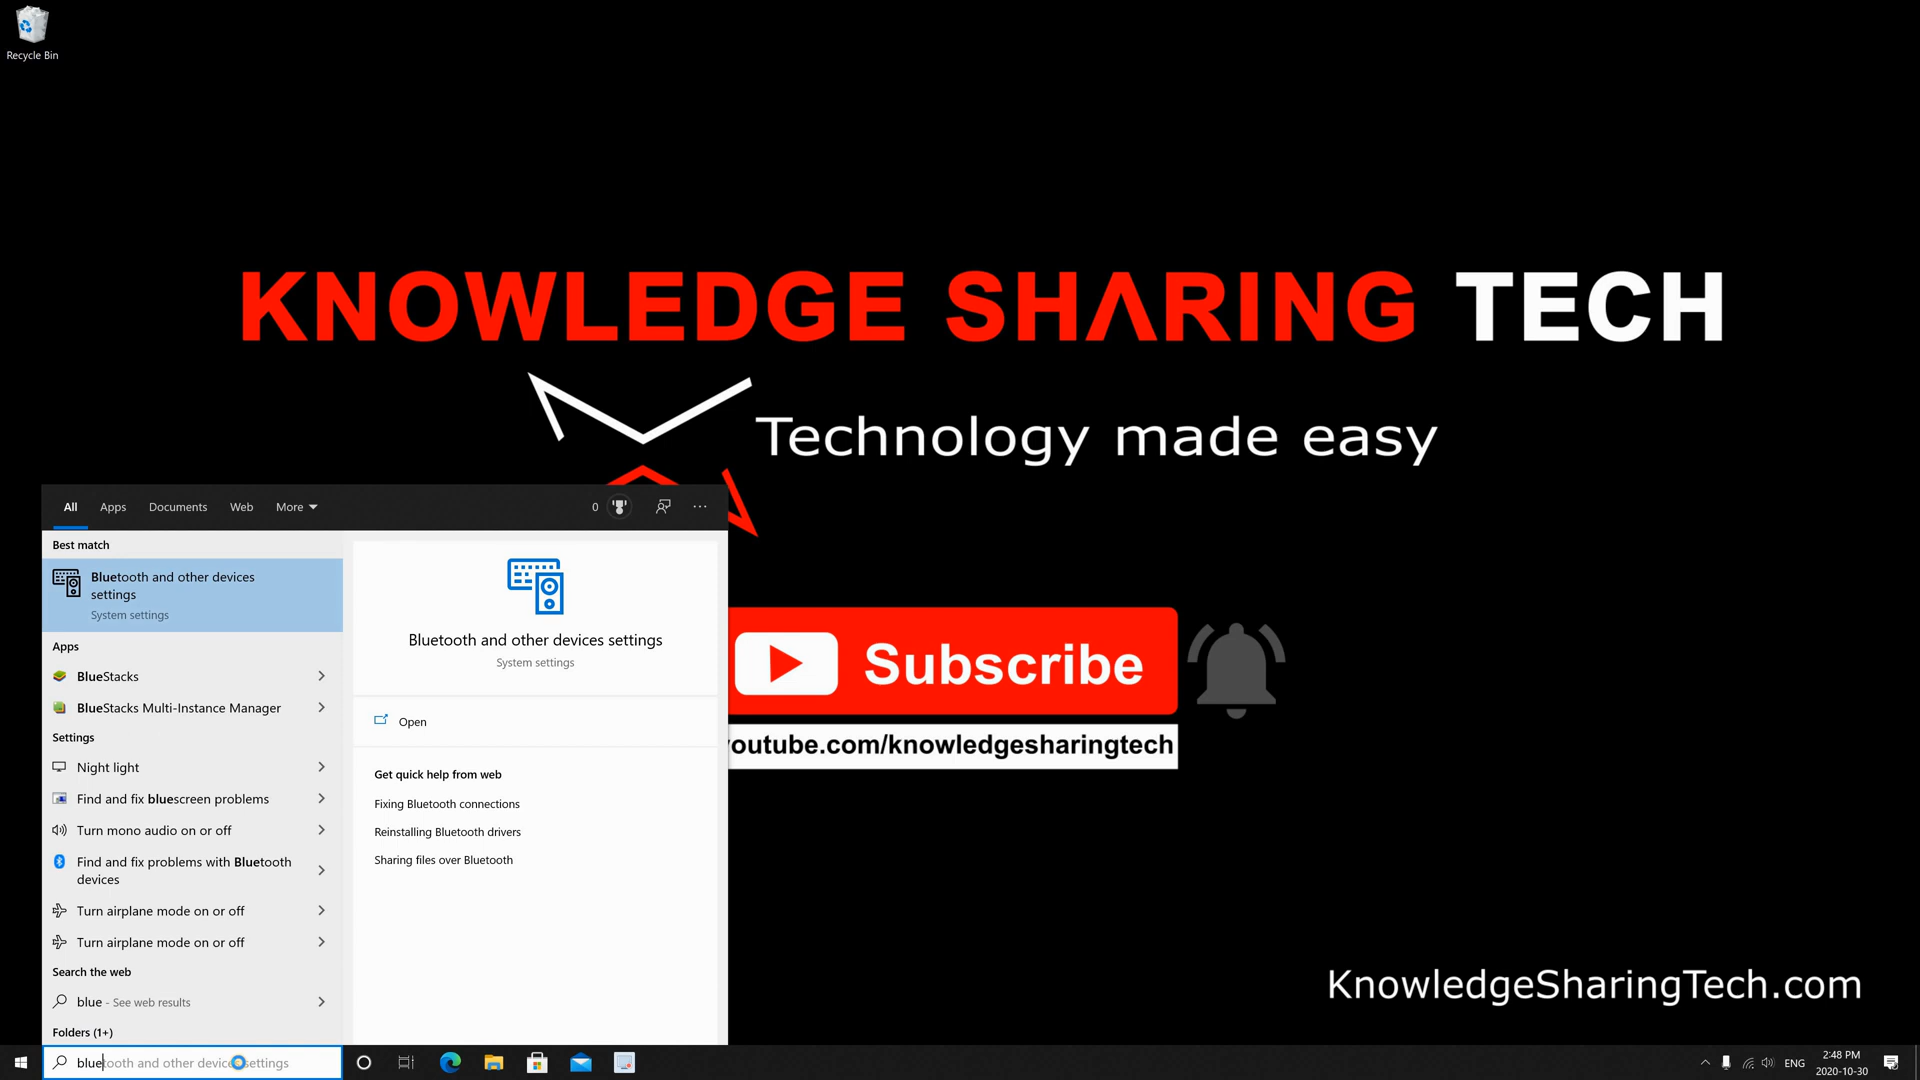 Recycle Bin
KNOWLEDGE SHARING TECH
Technology made easy
All
Apps
Documents
Web
More
0
Best match
Bluetooth and other devices
settings
System settings
Apps
BlueStacks
BlueStacks Multi-Instance Manager
Settings
Night light
Find and fix bluescreen problems
Turn mono audio on or off
Find and fix problems with Bluetooth
devices
Turn airplane mode on or off
Turn airplane mode on or off
Search the web
blue - See web results
Folders (1+)
Bluetooth and other devices settings
System settings
Open
Get quick help from web
Fixing Bluetooth connections
Reinstalling Bluetooth drivers
Sharing files over Bluetooth
Subscribe
youtube.com/knowledgesharingtech
KnowledgeSharingTech.com
bluetooth and other devices settings
ENG
2:48 PM
2020-10-30